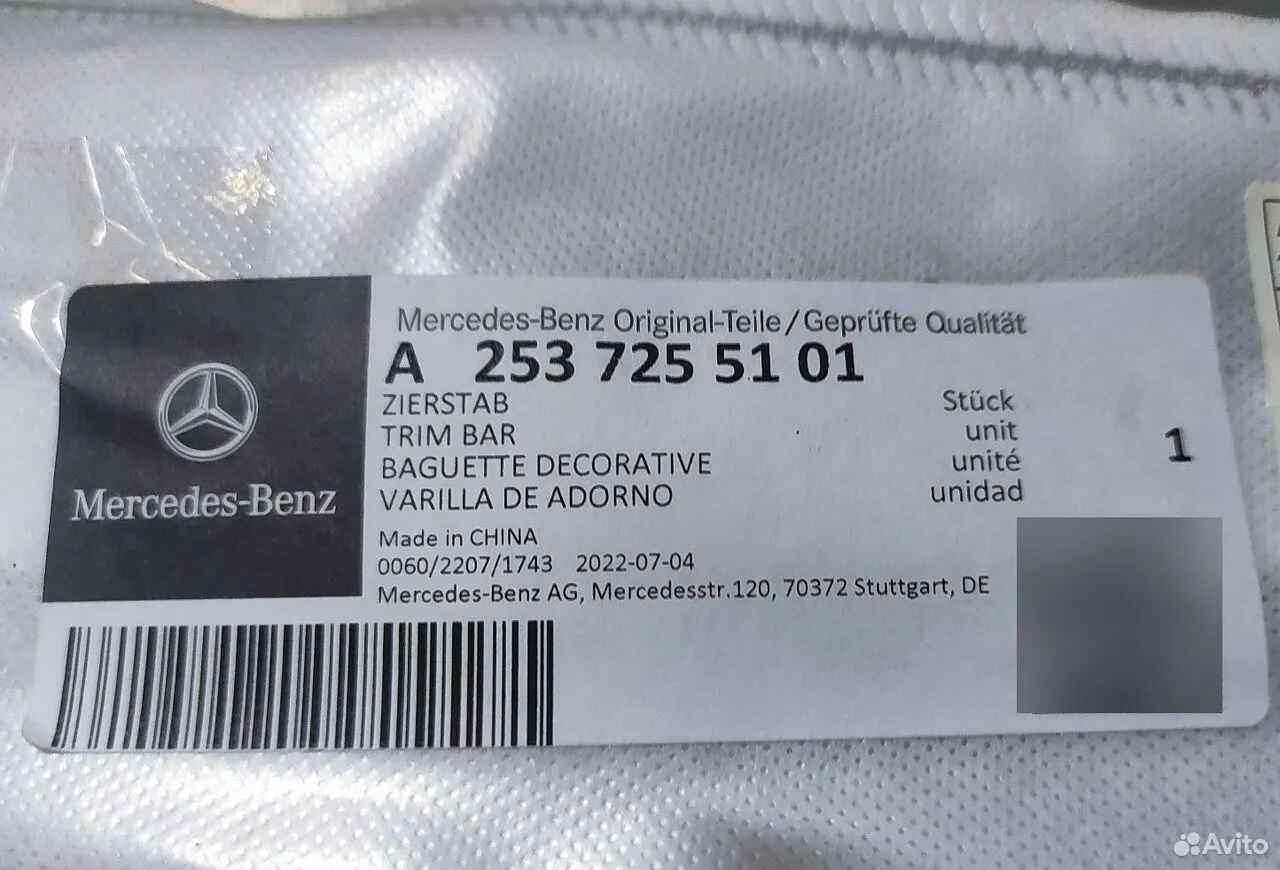 Mercedes-Benz Original-Teile/Geprüfte Qualität
A 253 725 51 01
ZIERSTAB Stück
TRIM BAR unit
BAGUETTE DECORATIVE unité
VARILLA DE ADORNO unidad
1
Mercedes-Benz
Made in CHINA
0060/2207/1743 2022-07-04
Mercedes-Benz AG, Mercedesstr.120, 70372 Stuttgart, DE
Avito